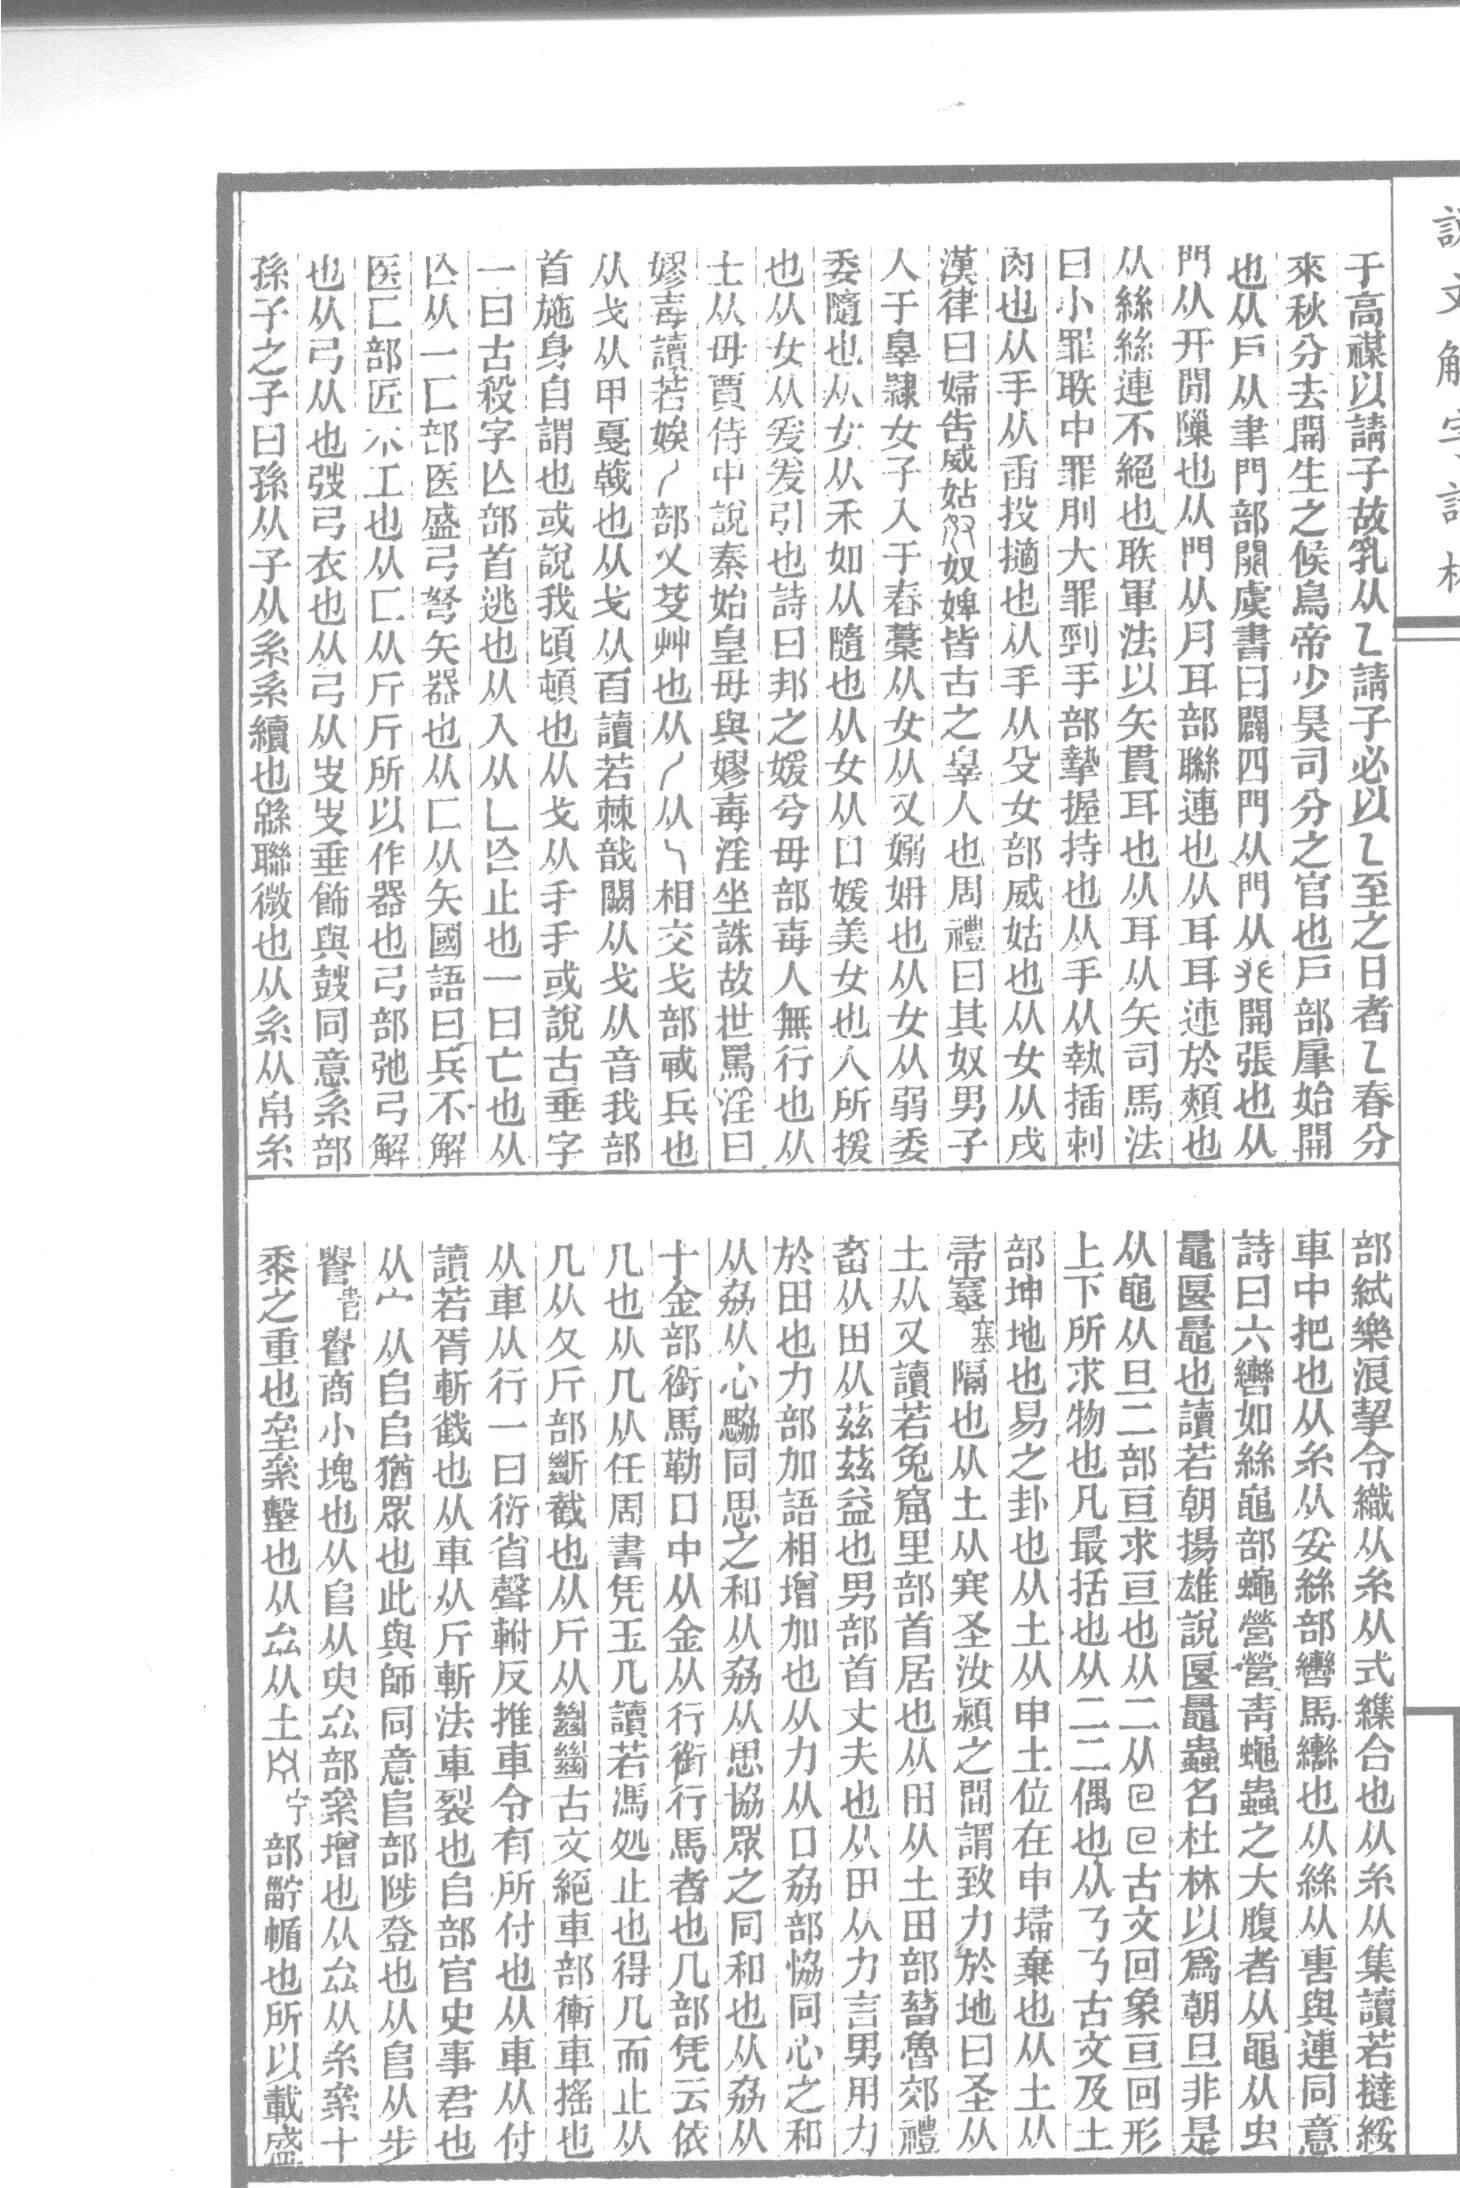 說文解字詁林
于高禖以請子故乳从乙請子必以乙至之日者乙春分
來秋分去開生之候鳥帝少昊司分之官也戶部肁始開
也从戶从聿門部闢虞書曰闢四門从門从𠬜開張也从
門从开閒隟也从門从月耳部聯連也从耳耳連於頰也
从絲絲連不絕也聅軍法以矢貫耳也从耳从矢司馬法
曰小罪聅中罪刖大罪剄手部摯握持也从手从執插刺
肉也从手从臿投擿也从手从殳女部威姑也从女从戌
漢律曰婦告威姑奴奴婢皆古之辠人也周禮曰其奴男子
人于辠隸女子入于舂藁从女从又嫋姌也从女从弱委
委隨也从女从禾如从隨也从女从口媛美女也人所援
也从女从爰爰引也詩曰邦之媛兮毋部毐人無行也从
士从毋賈侍中說秦始皇母與嫪毐淫坐誅故世罵淫曰
嫪毐讀若娭丿部乂芟艸也从丿从乀相交戈部戒兵也
从戈从甲戛戟也从戈从百讀若棘戠闕从戈从音我部
首施身自謂也或說我頃頓也从戈从𠂹𠂹或說古垂字
一曰古殺字亾部首逃也从入从乚乍止也一曰亡也从
亾从一匸部医盛弓弩矢器也从匸从矢國語曰兵不解
医匚部匠木工也从匚从斤斤所以作器也弓部弛弓解
也从弓从也弢弓衣也从弓从㞢㞢垂飾與鼓同意系部
孫子之子曰孫从子从系系續也緜聯微也从系从帛糸
部絿樂浪挈令織从糸从式緤合也从糸从集讀若撻綏
車中把也从糸从妥絲部轡馬轡也从絲从軎與連同意
詩曰六轡如絲黽部蠅營營青蠅蟲之大腹者从黽从虫
鼂匽鼂也讀若朝揚雄說匽鼂蟲名杜林以爲朝旦非是
从黽从旦二部亘求亘也从二从囘囘古文回象亘回形
上下所求物也凡最括也从二二偶也从㇋㇋古文及土
部坤地也易之卦也从土从申土位在申埽棄也从土从
帚𡫳塞隔也从土从㝱圣汝潁之閒謂致力於地曰圣从
土从又讀若兔窟里部首居也从田从土田部𤲸魯郊禮
畜从田从茲茲益也男部首丈夫也从田从力言男用力
於田也力部加語相增加也从力从口劦部恊同心之和
从劦从心勰同思之和从劦从思協眾之同和也从劦从
十金部銜馬勒口中从金从行銜行馬者也几部凭云依
几也从几从任周書凭玉几讀若馮処止也得几而止从
几从夂斤部斷截也从斤从㡭㡭古文絕車部䡴車搖也
从車从行一曰衍省聲軵反推車令有所付也从車从付
讀若胥斬截也从車从斤斬法車裂也𠂤部官史事君也
从宀从𠂤𠂤猶眾也此與師同意𨸏部陟登也从𨸏从步
𨺅𨺅商小塊也从𨸏从臾厽部絫增也从厽从糸絫十
黍之重也垒絫墼也从厽从土宁部𤲑㡒也所以載盛